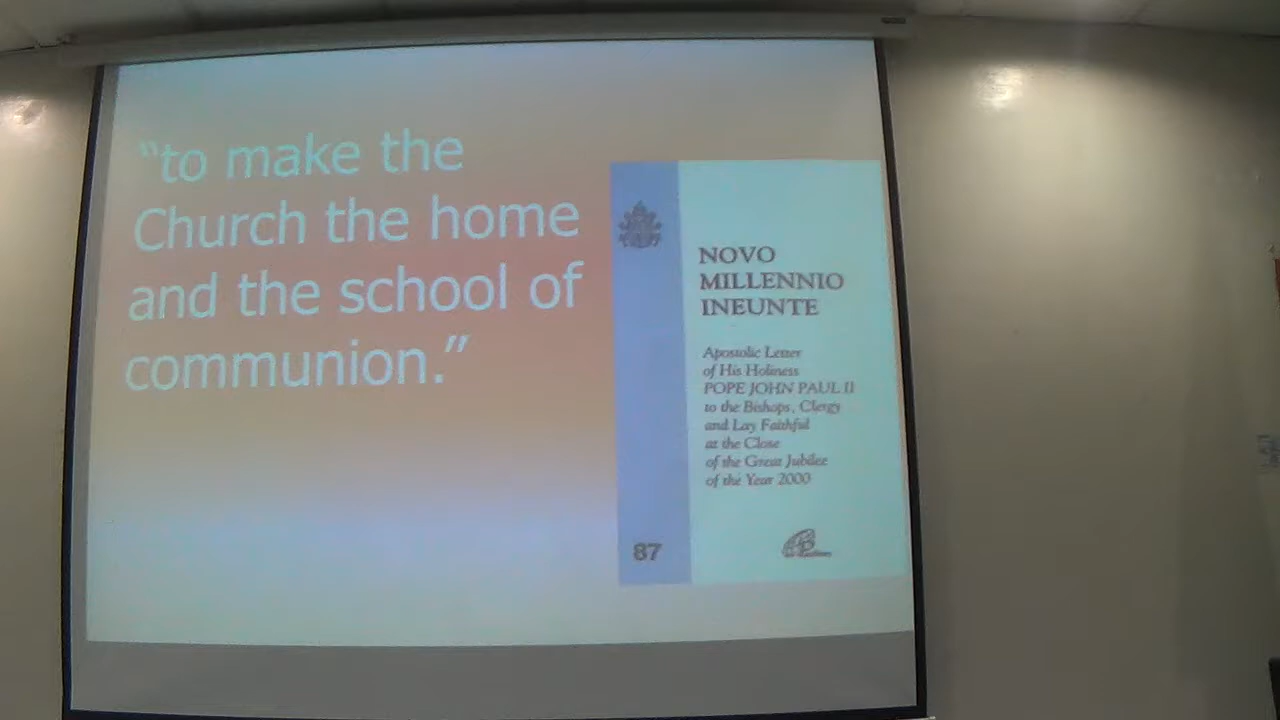 “to make the
Church the home
and the school of
communion.”
NOVO
MILLENNIO
INEUNTE
Apostolic Letter
of His Holiness
POPE JOHN PAUL II
to the Bishops, Clergy
and Lay Faithful
at the Close
of the Great Jubilee
of the Year 2000
87